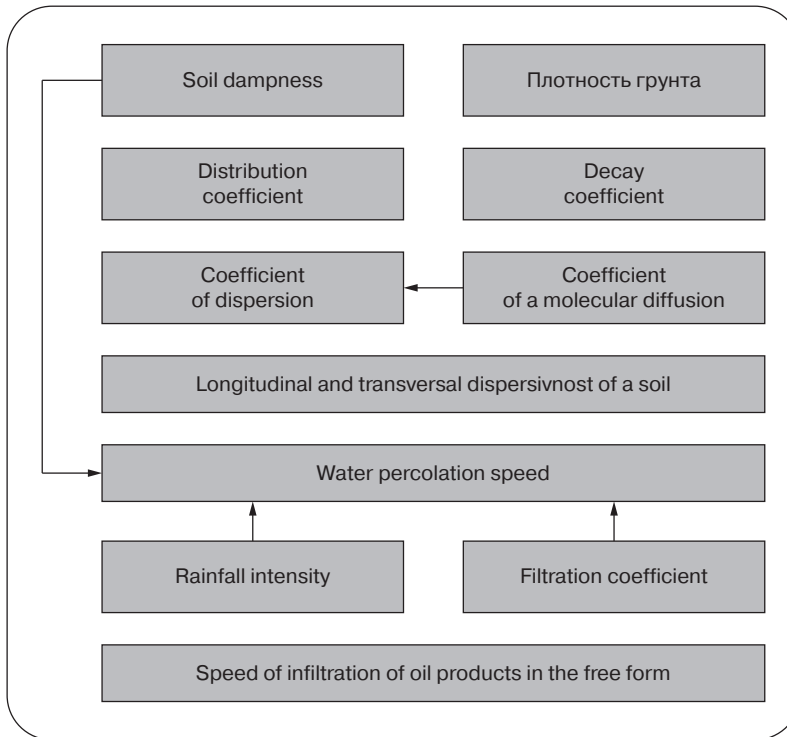 Soil dampness
Плотность грунта
Distribution
coefficient
Decay
coefficient
Coefficient
of dispersion
Coefficient
of a molecular diffusion
Longitudinal and transversal dispersivnost of a soil
Water percolation speed
Rainfall intensity
Filtration coefficient
Speed of infiltration of oil products in the free form